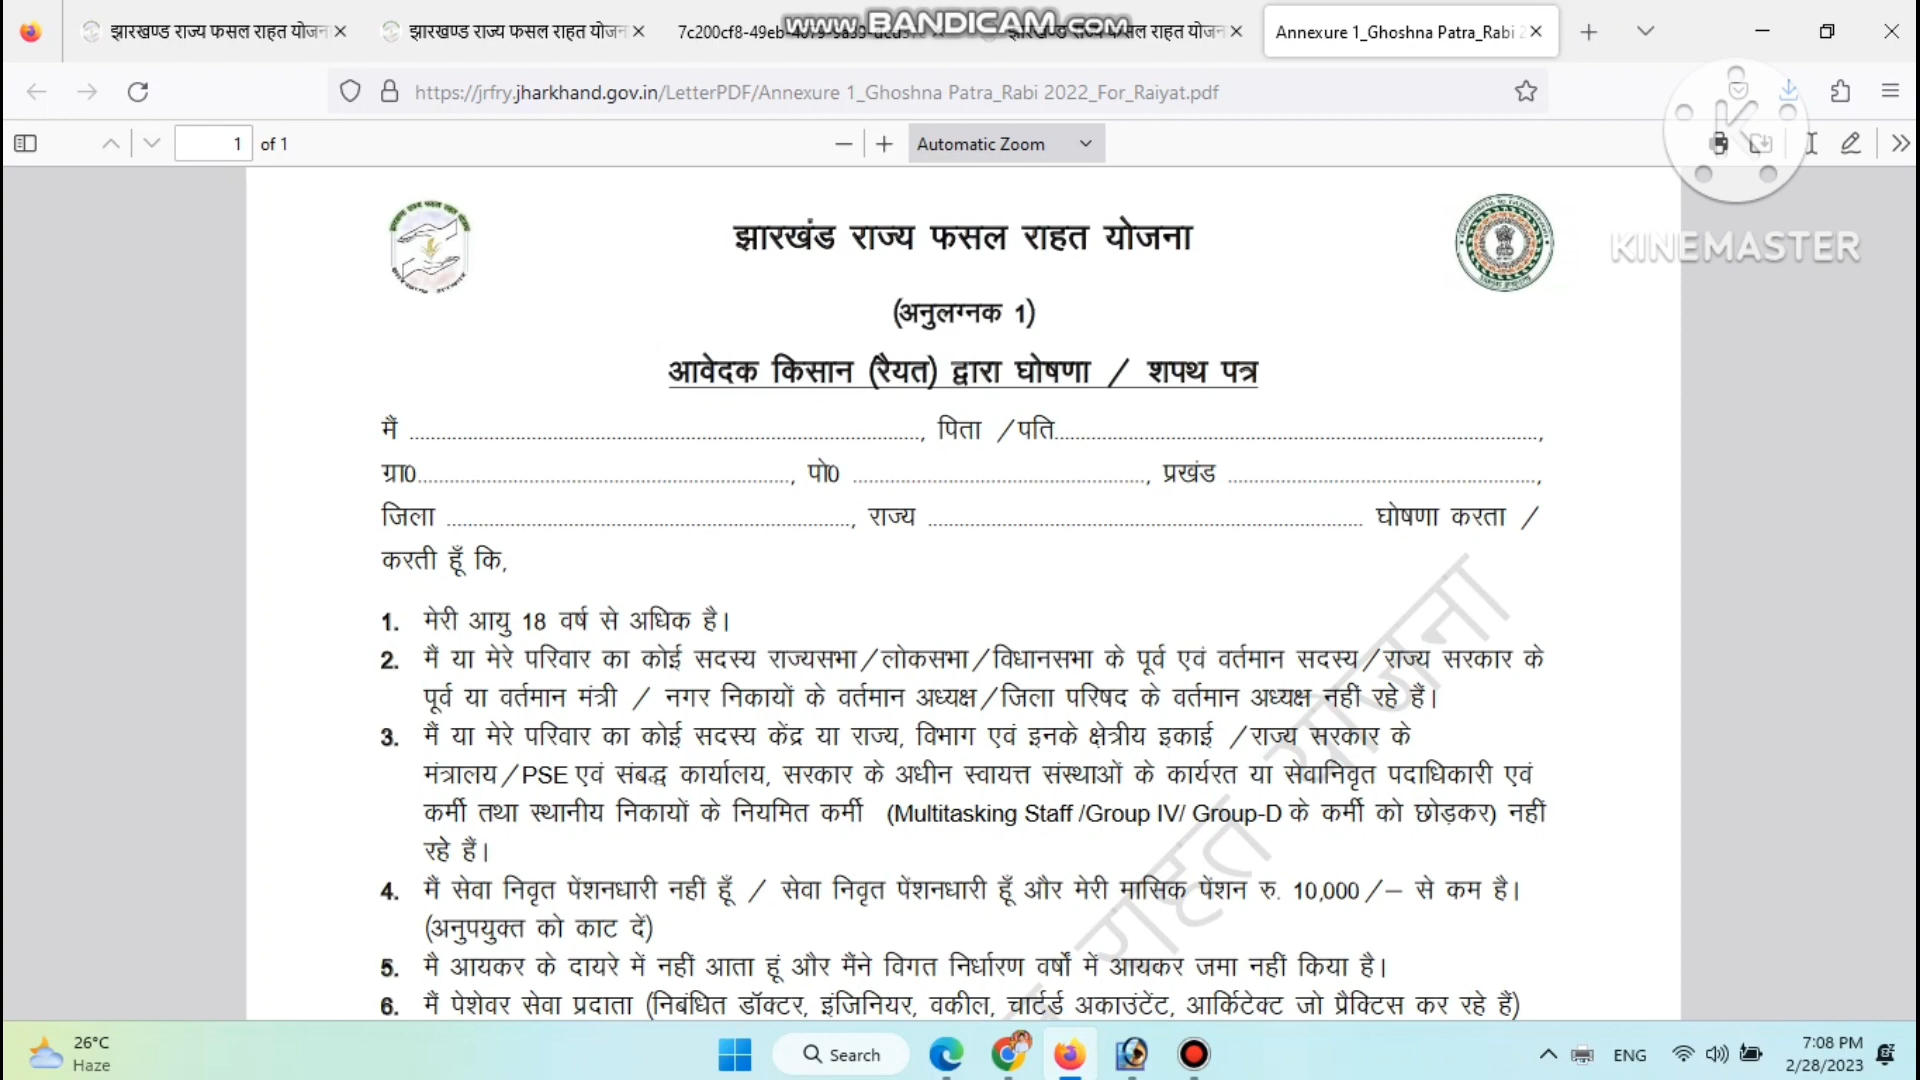 www.BANDICAM.com
झारखण्ड राज्य फसल राहत योजन
झारखण्ड राज्य फसल राहत योजन
7c200cf8-49eb-
राहत योजन
Annexure 1_Ghoshna Patra_Rabi 2
https://jrfry.jharkhand.gov.in/LetterPDF/Annexure 1_Ghoshna Patra_Rabi 2022_For_Raiyat.pdf
1 of 1
Automatic Zoom
KINEMASTER
झारखंड राज्य फसल राहत योजना
(अनुलग्नक 1)
आवेदक किसान (रैयत) द्वारा घोषणा / शपथ पत्र
मैं ........................, पिता /पति........................,
ग्रा0........................, पो0 ........................, प्रखंड ........................,
जिला ........................, राज्य ........................ घोषणा करता /
करती हूँ कि,
1. मेरी आयु 18 वर्ष से अधिक है।
2. मैं या मेरे परिवार का कोई सदस्य राज्यसभा/लोकसभा/विधानसभा के पूर्व एवं वर्तमान सदस्य/राज्य सरकार के
पूर्व या वर्तमान मंत्री / नगर निकायों के वर्तमान अध्यक्ष/जिला परिषद के वर्तमान अध्यक्ष नहीं रहे हैं।
3. मैं या मेरे परिवार का कोई सदस्य केंद्र या राज्य, विभाग एवं इनके क्षेत्रीय इकाई /राज्य सरकार के
मंत्रालय/PSE एवं संबद्ध कार्यालय, सरकार के अधीन स्वायत्त संस्थाओं के कार्यरत या सेवानिवृत पदाधिकारी एवं
कर्मी तथा स्थानीय निकायों के नियमित कर्मी (Multitasking Staff /Group IV/ Group-D के कर्मी को छोड़कर) नहीं
रहे हैं।
4. मैं सेवा निवृत पेंशनधारी नहीं हूँ / सेवा निवृत पेंशनधारी हूँ और मेरी मासिक पेंशन रु. 10,000/– से कम है।
(अनुपयुक्त को काट दें)
5. मै आयकर के दायरे में नहीं आता हूं और मैंने विगत निर्धारण वर्षों में आयकर जमा नहीं किया है।
6. मैं पेशेवर सेवा प्रदाता (निबंधित डॉक्टर, इंजिनियर, वकील, चार्टर्ड अकाउंटेंट, आर्किटेक्ट जो प्रैक्टिस कर रहे हैं)
राहत योजना
26°C
Haze
Search
ENG
7:08 PM
2/28/2023